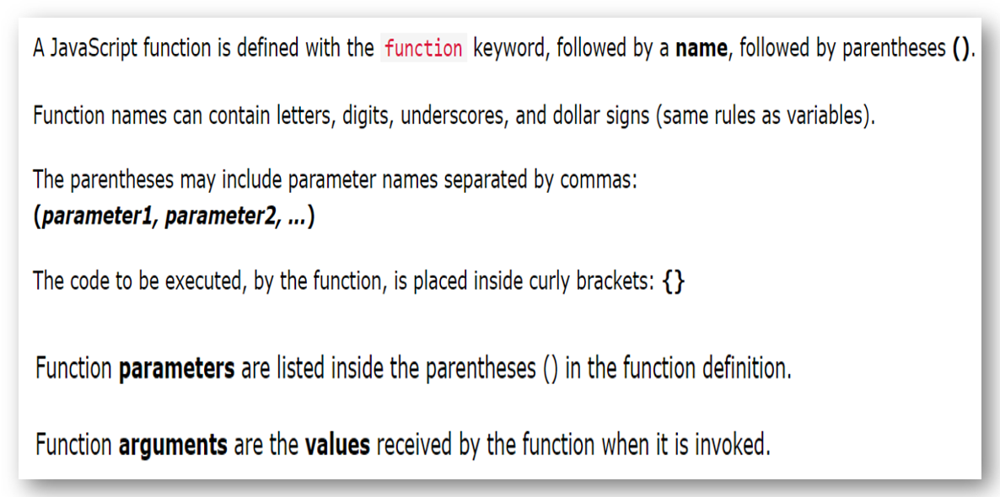 A JavaScript function is defined with the function keyword, followed by a name, followed by parentheses ().
Function names can contain letters, digits, underscores, and dollar signs (same rules as variables).
The parentheses may include parameter names separated by commas:
(parameter1, parameter2, ...)
The code to be executed, by the function, is placed inside curly brackets: {}
Function parameters are listed inside the parentheses () in the function definition.
Function arguments are the values received by the function when it is invoked.